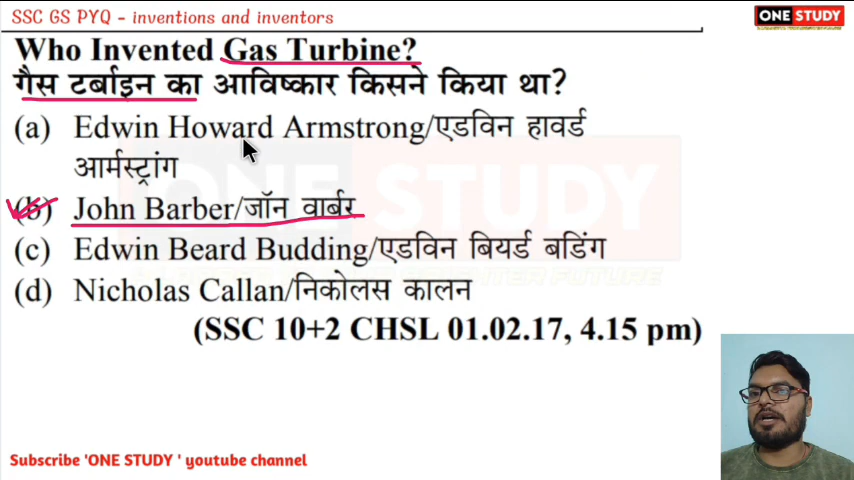 SSC GS PYQ - inventions and inventors
ONE STUDY
Who Invented Gas Turbine?
गैस टर्बाइन का आविष्कार किसने किया था?
(a) Edwin Howard Armstrong/एडविन हावर्ड
आर्मस्ट्रांग
(b) John Barber/जॉन वार्बर
(c) Edwin Beard Budding/एडविन बियर्ड बडिंग
(d) Nicholas Callan/निकोलस कालन
(SSC 10+2 CHSL 01.02.17, 4.15 pm)
ONE STUDY
Subscribe 'ONE STUDY ' youtube channel